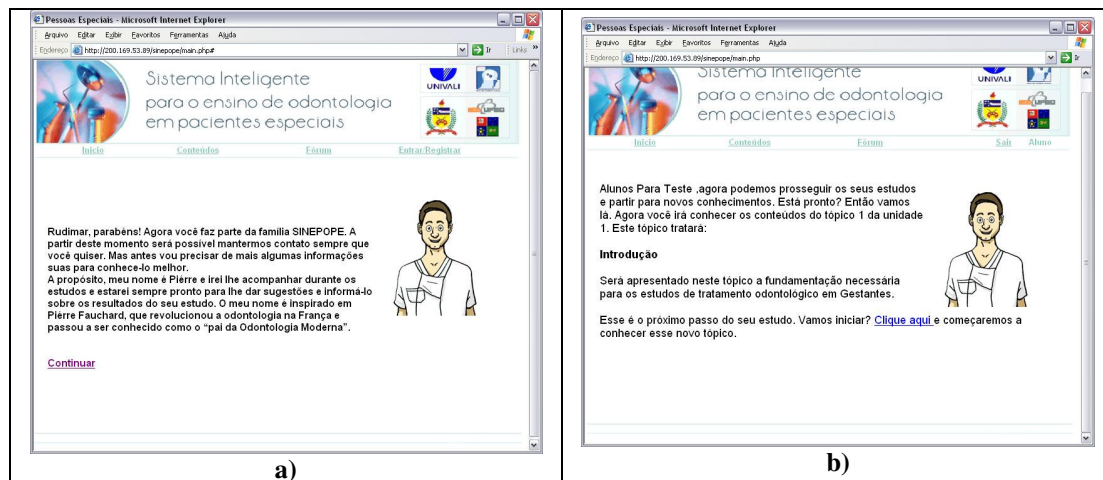 Pessoas Especiais - Microsoft Internet Explorer
Arquivo Editar Exibir Favoritos Ferramentas Ajuda
Endereço http://200.169.53.89/sinepope/main.php# Ir Links »
Sistema Inteligente
para o ensino de odontologia
em pacientes especiais
UNIVALI
Início Conteúdos Fórum Entrar/Registrar
Rudimar, parabéns! Agora você faz parte da família SINEPOPE. A
partir deste momento será possível mantermos contato sempre que
você quiser. Mas antes vou precisar de mais algumas informações
suas para conhece-lo melhor.
A propósito, meu nome é Piérre e irei lhe acompanhar durante os
estudos e estarei sempre pronto para lhe dar sugestões e informá-lo
sobre os resultados do seu estudo. O meu nome é inspirado em
Piérre Fauchard, que revolucionou a odontologia na França e
passou a ser conhecido como o “pai da Odontologia Moderna”.
Continuar
a)
Pessoas Especiais - Microsoft Internet Explorer
Arquivo Editar Exibir Favoritos Ferramentas Ajuda
Endereço http://200.169.53.89/sinepope/main.php Ir
Sistema Inteligente
para o ensino de odontologia
em pacientes especiais
UNIVALI
Início Conteúdos Fórum Sair Aluno
Alunos Para Teste ,agora podemos prosseguir os seus estudos
e partir para novos conhecimentos. Está pronto? Então vamos
lá. Agora você irá conhecer os conteúdos do tópico 1 da unidade
1. Este tópico tratará:
Introdução
Será apresentado neste tópico a fundamentação necessária
para os estudos de tratamento odontológico em Gestantes.
Esse é o próximo passo do seu estudo. Vamos iniciar? Clique aqui e começaremos a
conhecer esse novo tópico.
b)